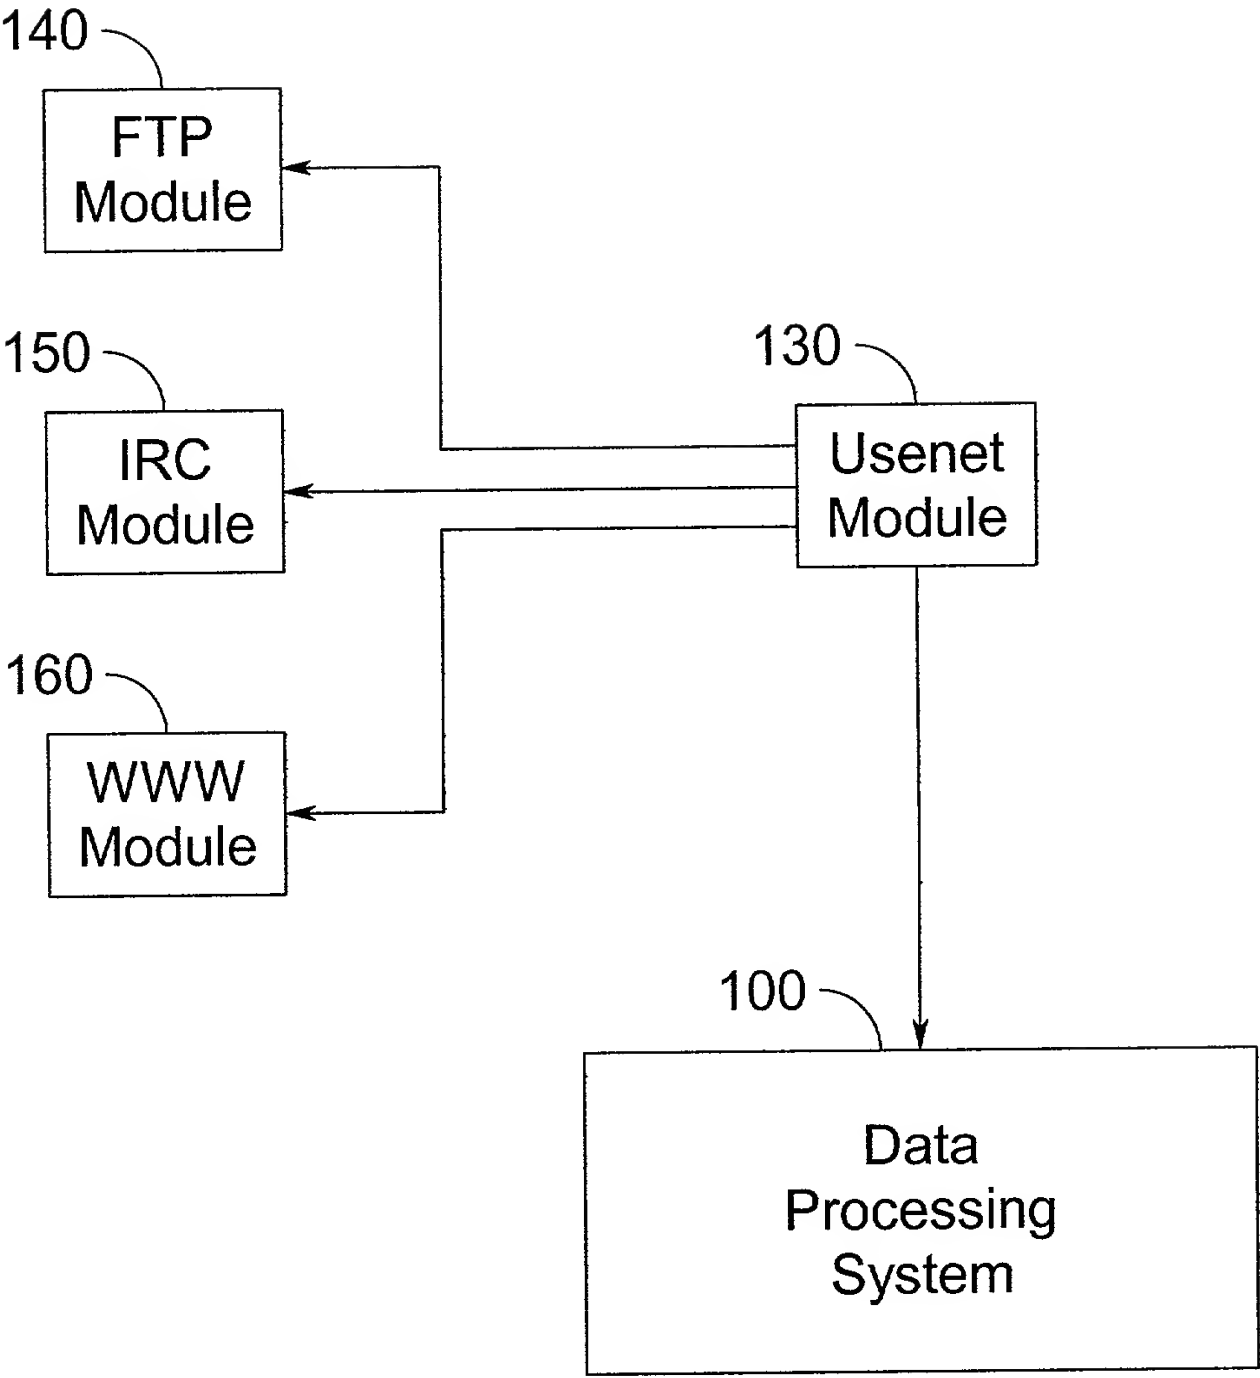 140
FTP
Module
150
IRC
Module
130
Usenet
Module
160
WWW
Module
100
Data
Processing
System